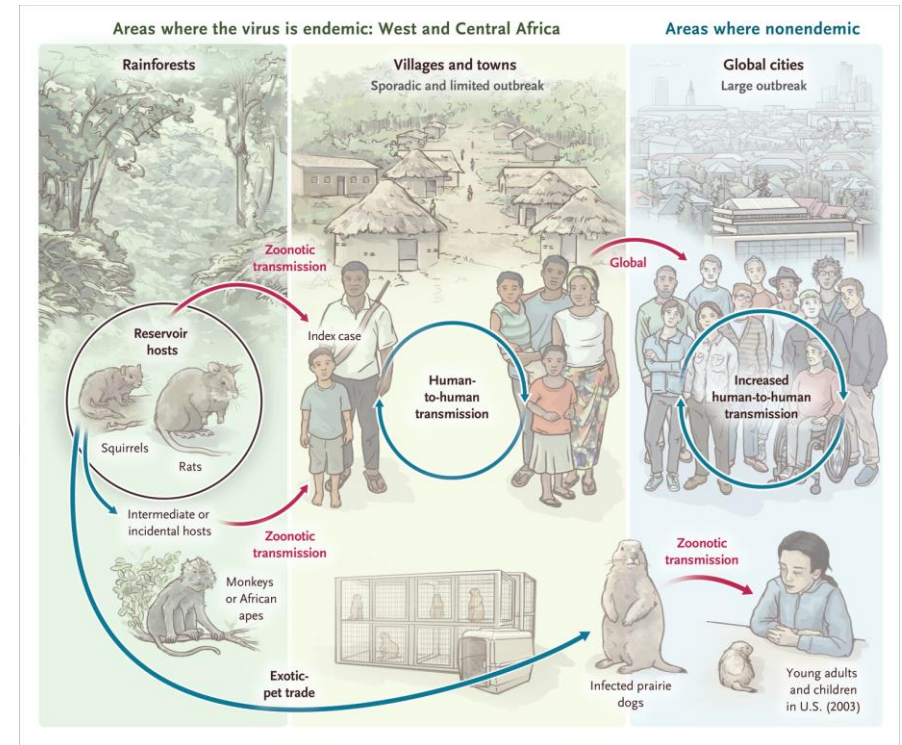 Areas where the virus is endemic: West and Central Africa
Areas where nonendemic
Rainforests
Villages and towns
Sporadic and limited outbreak
Global cities
Large outbreak
Zoonotic
transmission
Global
Reservoir
hosts
Index case
Squirrels
Rats
Human-
to-human
transmission
Increased
human-to-human
transmission
Intermediate or
incidental hosts
Zoonotic
transmission
Monkeys
or African
apes
Exotic-
pet trade
Zoonotic
transmission
Infected prairie
dogs
Young adults
and children
in U.S. (2003)